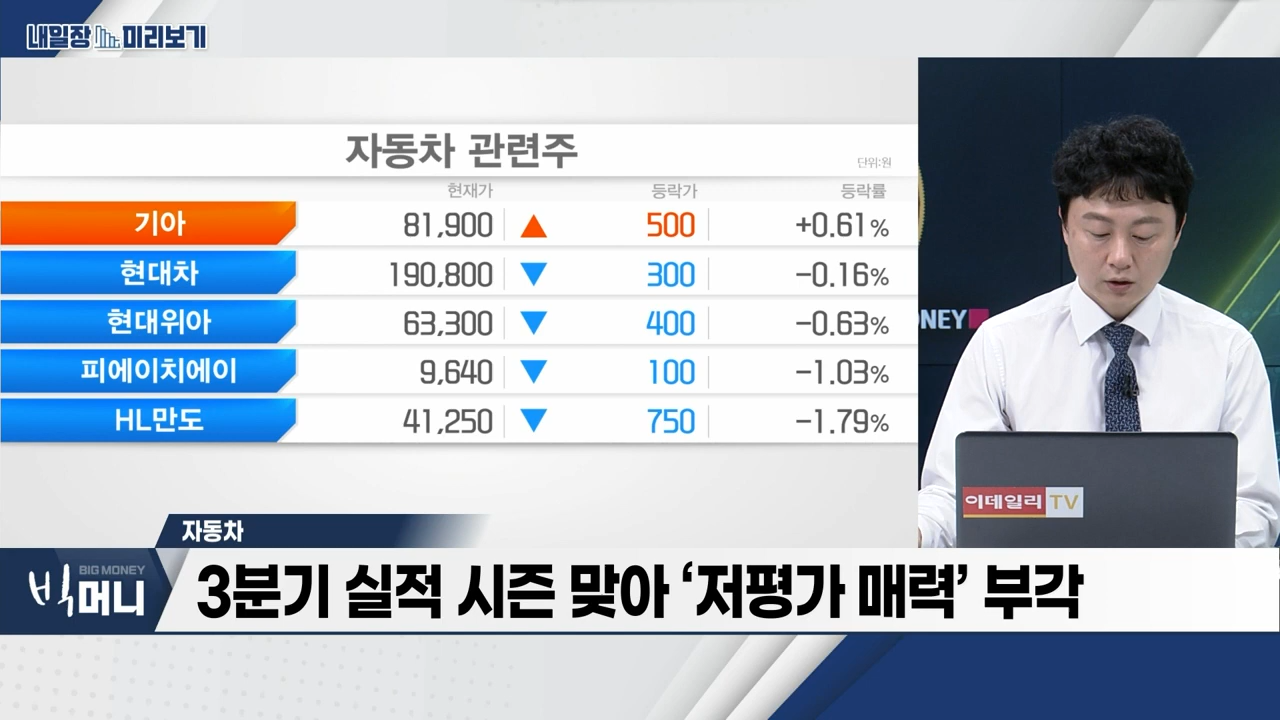 내일장 미리보기
자동차 관련주
단위:원
현재가 등락가 등락률
기아 81,900 ▲ 500 +0.61%
현대차 190,800 ▼ 300 -0.16%
현대위아 63,300 ▼ 400 -0.63%
피에이치에이 9,640 ▼ 100 -1.03%
HL만도 41,250 ▼ 750 -1.79%
ONEY
이데일리 TV
자동차
BIG MONEY
빅머니
3분기 실적 시즌 맞아 ‘저평가 매력’ 부각